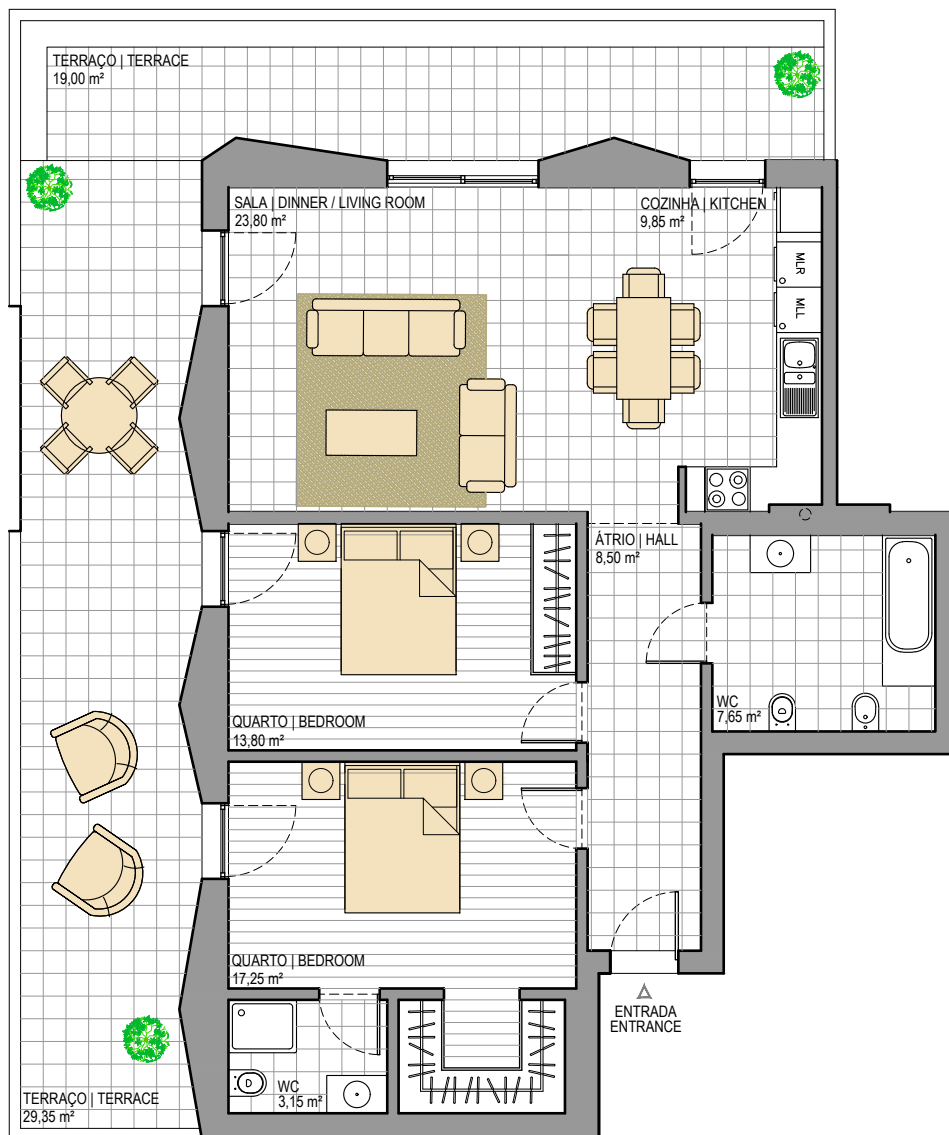 TERRAÇO | TERRACE
19,00 m²
SALA | DINNER / LIVING ROOM
23,80 m²
COZINHA | KITCHEN
9,85 m²
MLR
MLL
ÁTRIO | HALL
8,50 m²
WC
7,65 m²
QUARTO | BEDROOM
13,80 m²
QUARTO | BEDROOM
17,25 m²
ENTRADA
ENTRANCE
WC
3,15 m²
TERRAÇO | TERRACE
29,35 m²